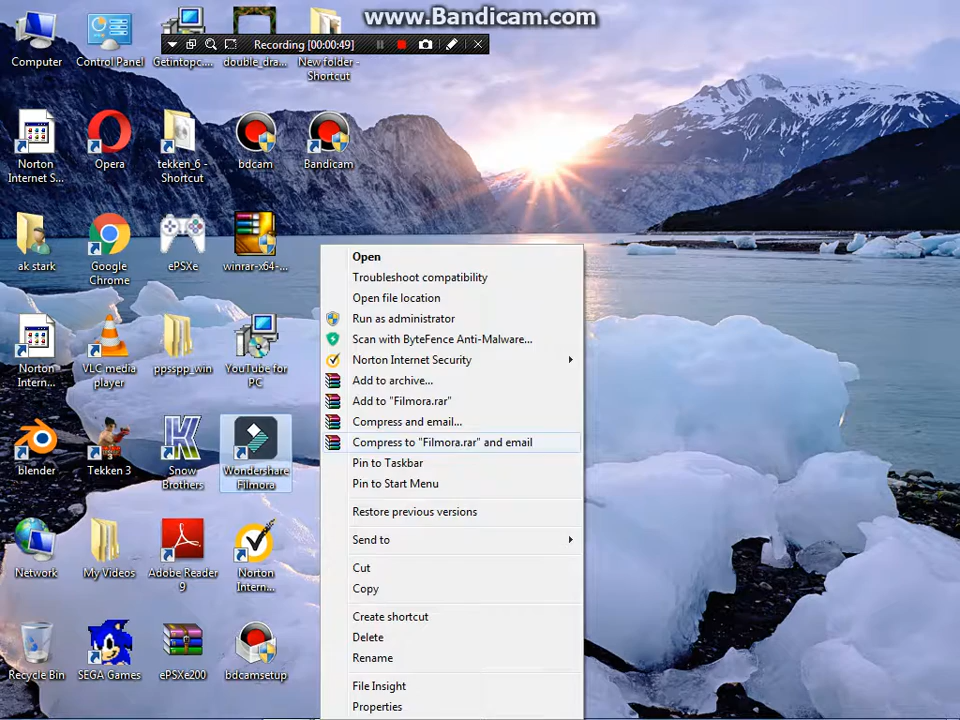 www.Bandicam.com
Recording [00:00:49]
Computer
Control Panel
Getintopc....
double_dra...
New folder -
Shortcut
Norton
Internet S...
Opera
tekken_6 -
Shortcut
bdcam
Bandicam
ak stark
Google
Chrome
ePSXe
winrar-x64-...
Norton
Intern...
VLC media
player
ppsspp_win
YouTube for
PC
blender
Tekken 3
Snow
Brothers
Wondershare
Filmora
Network
My Videos
Adobe Reader
9
Norton
Intern...
Recycle Bin
SEGA Games
ePSXe200
bdcamsetup
Open
Troubleshoot compatibility
Open file location
Run as administrator
Scan with ByteFence Anti-Malware...
Norton Internet Security
Add to archive...
Add to "Filmora.rar"
Compress and email...
Compress to "Filmora.rar" and email
Pin to Taskbar
Pin to Start Menu
Restore previous versions
Send to
Cut
Copy
Create shortcut
Delete
Rename
File Insight
Properties